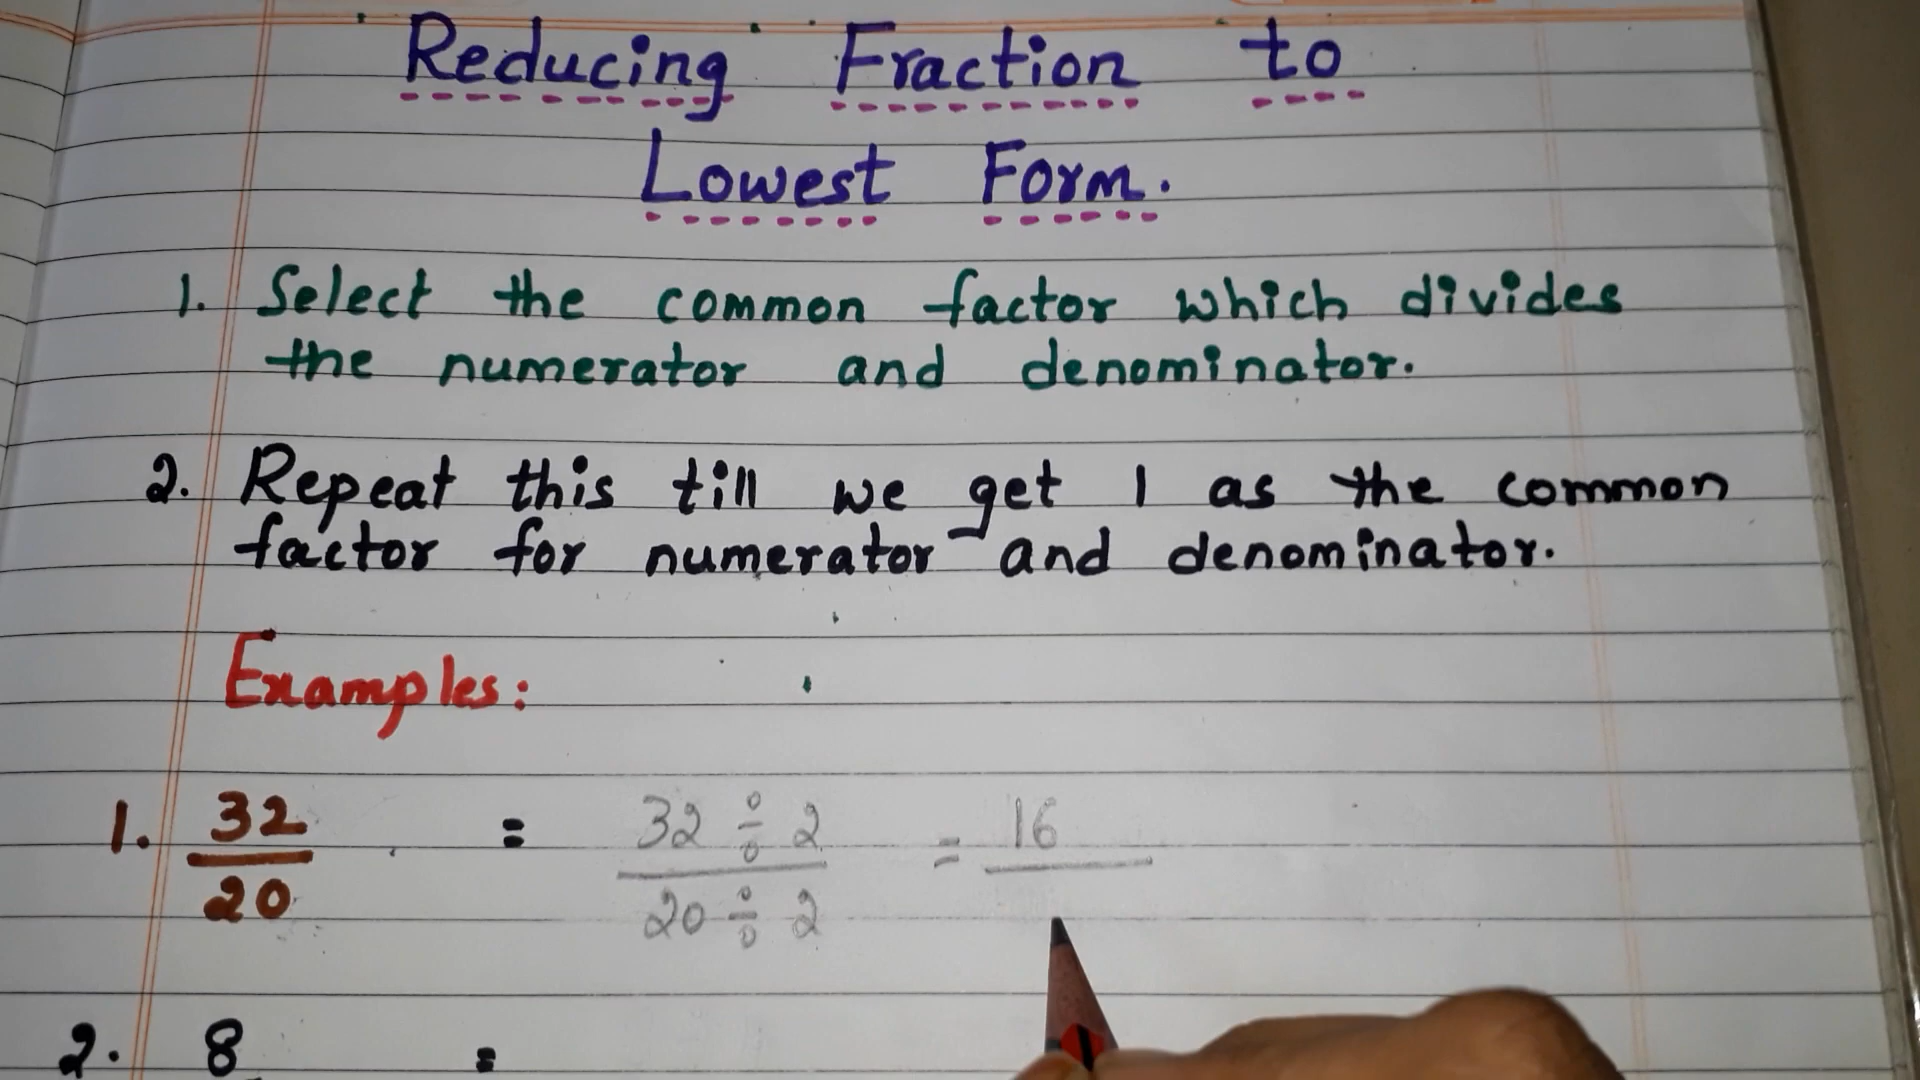 Reducing Fraction to
Lowest Form.
1. Select the common factor which divides
the numerator and denominator.
2. Repeat this till we get 1 as the common
factor for numerator and denominator.
Examples:
1. 32/20 = 32 ÷ 2/20 ÷ 2 = 16/
2. 8 =